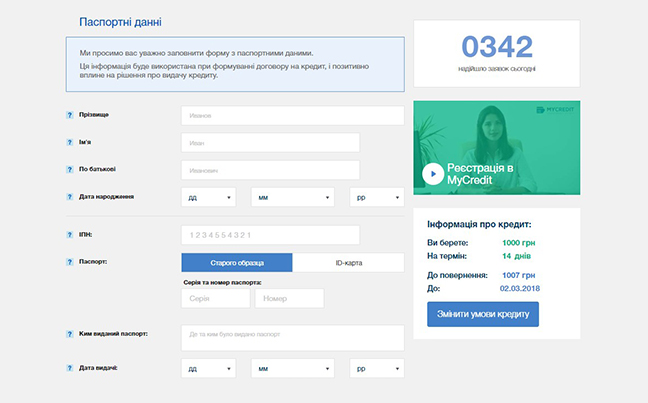 Паспортні данні
Ми просимо вас уважно заповнити форму з паспортними даними.
Ця інформація буде використана при формуванні договору на кредит, і позитивно
вплине на рішення про видачу кредиту.
? Прізвище
Иванов
? Ім'я
Иван
? По батькові
Иванович
? Дата народження
дд мм рр
? ІПН:
1 2 3 4 5 5 4 3 2 1
? Паспорт:
Старого образца ID-карта
Серія та номер паспорта:
Серія Номер
? Ким виданий паспорт:
Де та ким було видано паспорт
? Дата видачі:
дд мм рр
0342
надійшло заявок сьогодні
MYCREDIT
Реєстрація в
MyCredit
Інформація про кредит:
Ви берете: 1000 грн
На термін: 14 днів
До повернення: 1007 грн
До: 02.03.2018
Змінити умови кредиту